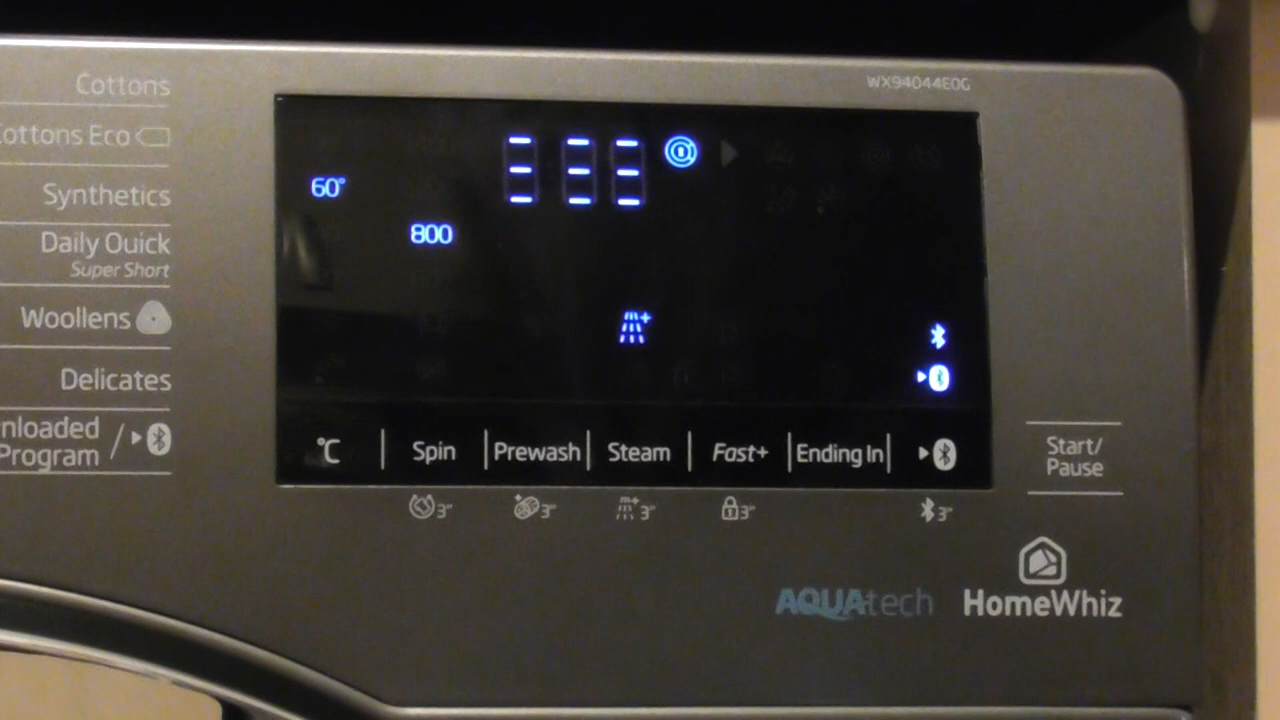 Cottons
Cottons Eco
Synthetics
Daily Quick
Super Short
Woollens
Delicates
nloaded
Program /
WX94044E0G
60°
800
°C | Spin | Prewash | Steam | Fast+ | Ending In |
3" 3" 3" 3" 3"
Start/
Pause
AQUAtech
HomeWhiz